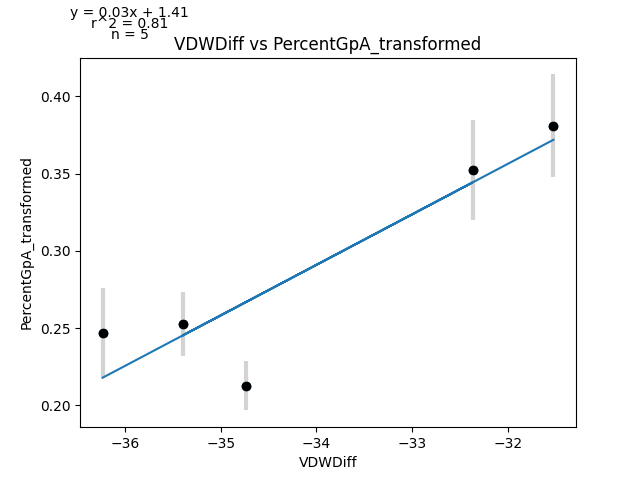 y = 0.03x + 1.41
r^2 = 0.81
n = 5
VDWDiff vs PercentGpA_transformed
0.40
0.35
0.30
0.25
0.20
PercentGpA_transformed
−36
−35
−34
−33
−32
VDWDiff